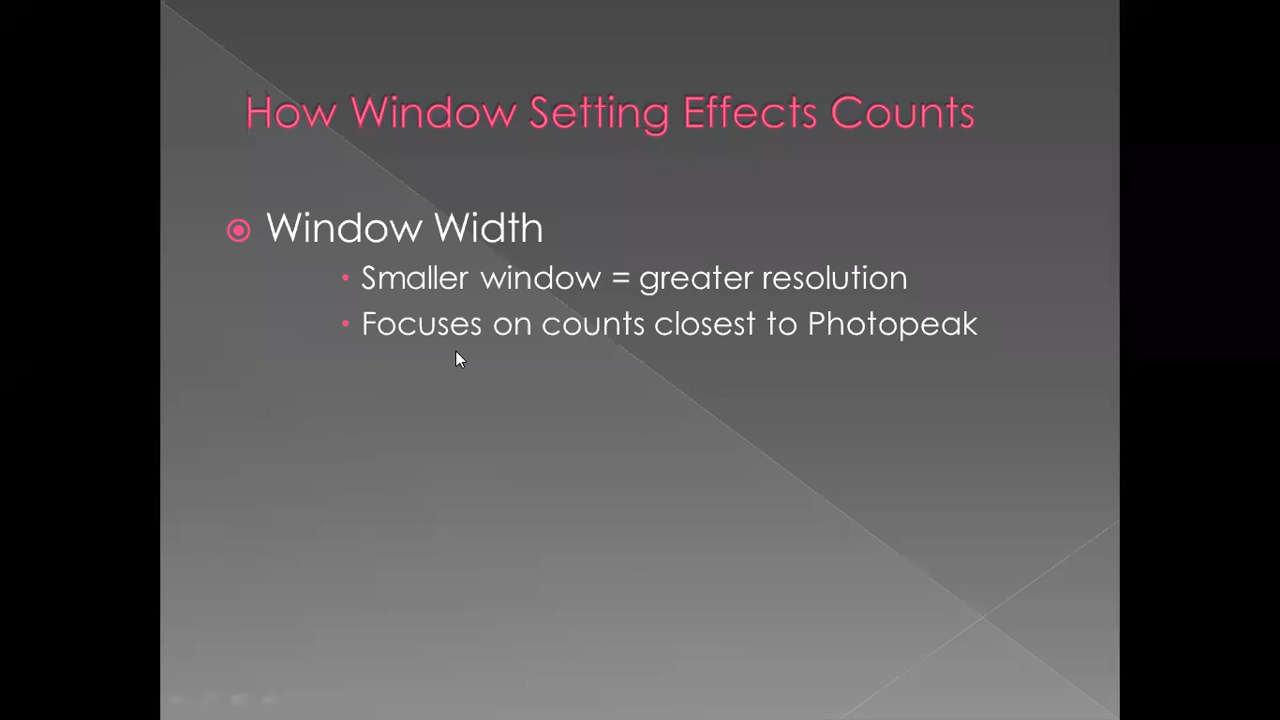 How Window Setting Effects Counts
Window Width
Smaller window = greater resolution
Focuses on counts closest to Photopeak